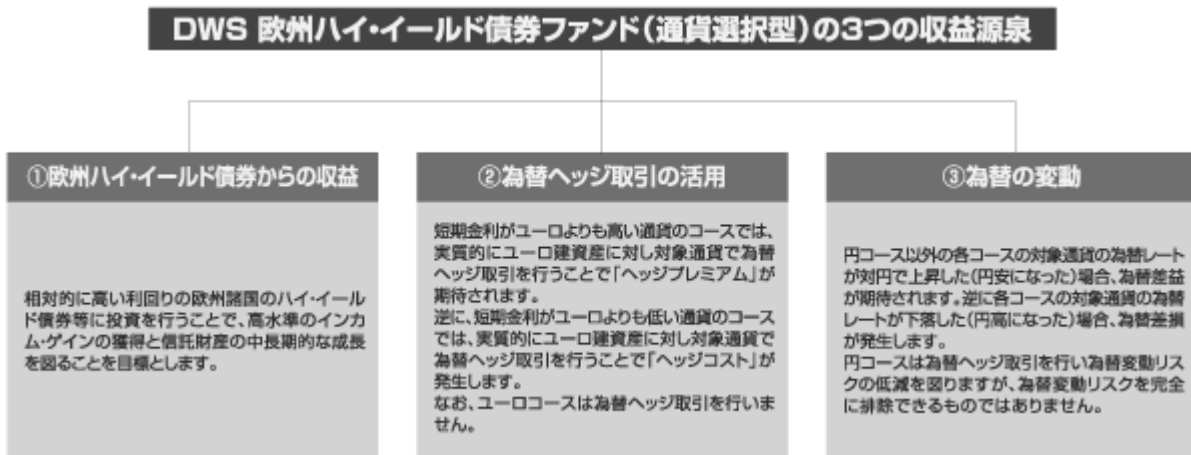 DWS 欧州ハイ・イールド債券ファンド(通貨選択型)の3つの収益源泉
①欧州ハイ・イールド債券からの収益
相対的に高い利回りの欧州諸国のハイ・イール
ド債券等に投資を行うことで、高水準のインカ
ム・ゲインの獲得と信託財産の中長期的な成長
を図ることを目標とします。
②為替ヘッジ取引の活用
短期金利がユーロよりも高い通貨のコースでは、
実質的にユーロ建資産に対し対象通貨で為替
ヘッジ取引を行うことで「ヘッジプレミアム」が
期待されます。
逆に、短期金利がユーロよりも低い通貨のコース
では、実質的にユーロ建資産に対し対象通貨で
為替ヘッジ取引を行うことで「ヘッジコスト」が
発生します。
なお、ユーロコースは為替ヘッジ取引を行いま
せん。
③為替の変動
円コース以外の各コースの対象通貨の為替レート
が対円で上昇した(円安になった)場合、為替差益
が期待されます。逆に各コースの対象通貨の為替
レートが下落した(円高になった)場合、為替差損
が発生します。
円コースは為替ヘッジ取引を行い為替変動リス
クの低減を図りますが、為替変動リスクを完全
に排除できるものではありません。